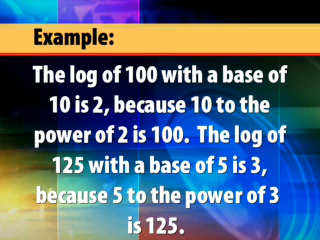 Example:
The log of 100 with a base of
10 is 2, because 10 to the
power of 2 is 100.  The log of
125 with a base of 5 is 3,
because 5 to the power of 3
is 125.